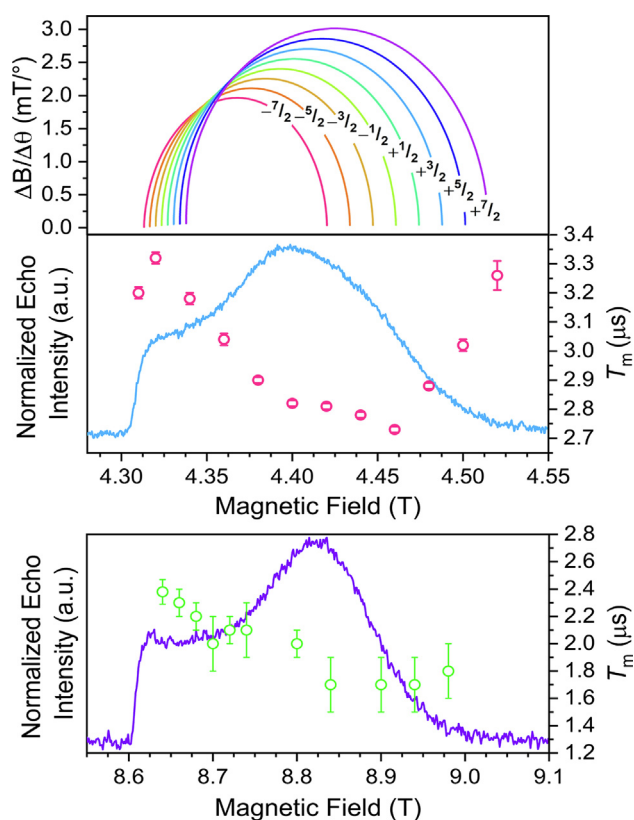 3.0
2.5
2.0
1.5
1.0
0.5
0.0
ΔB/Δθ (mT/°)
−7/2 −5/2 −3/2 −1/2 +1/2 +3/2 +5/2 +7/2
Normalized Echo
Intensity (a.u.)
3.4
3.3
3.2
3.1
3.0
2.9
2.8
2.7
Tm (μs)
4.30 4.35 4.40 4.45 4.50 4.55
Magnetic Field (T)
Normalized Echo
Intensity (a.u.)
2.8
2.6
2.4
2.2
2.0
1.8
1.6
1.4
1.2
Tm (μs)
8.6 8.7 8.8 8.9 9.0 9.1
Magnetic Field (T)